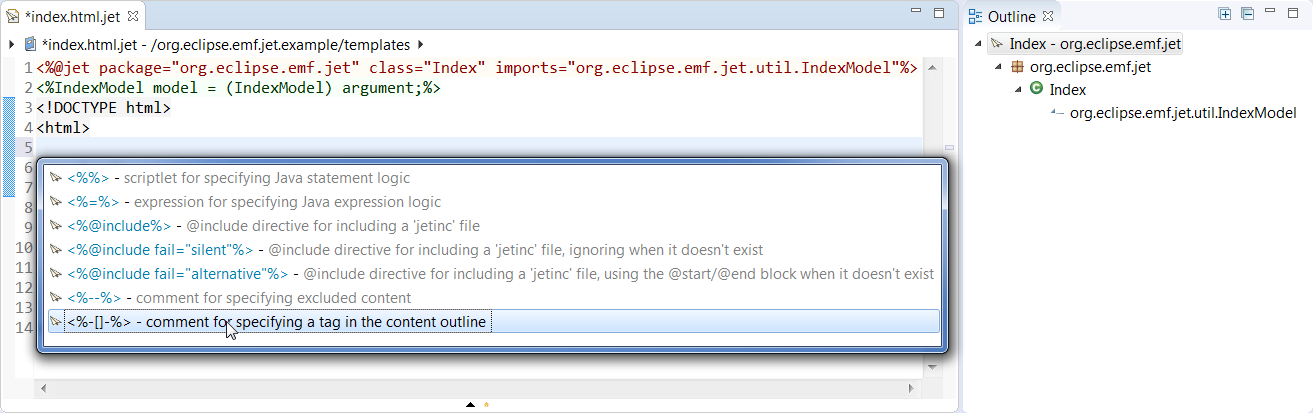 *index.html.jet
*index.html.jet - /org.eclipse.emf.jet.example/templates
1 <%@jet package="org.eclipse.emf.jet" class="Index" imports="org.eclipse.emf.jet.util.IndexModel"%>
2 <%IndexModel model = (IndexModel) argument;%>
3 <!DOCTYPE html>
4 <html>
5
6
7
8
9
10
11
12
13
14
<%%> - scriptlet for specifying Java statement logic
<%=%> - expression for specifying Java expression logic
<%@include%> - @include directive for including a 'jetinc' file
<%@include fail="silent"%> - @include directive for including a 'jetinc' file, ignoring when it doesn't exist
<%@include fail="alternative"%> - @include directive for including a 'jetinc' file, using the @start/@end block when it doesn't exist
<%--%> - comment for specifying excluded content
<%-[]-%> - comment for specifying a tag in the content outline
Outline
Index - org.eclipse.emf.jet
org.eclipse.emf.jet
Index
org.eclipse.emf.jet.util.IndexModel